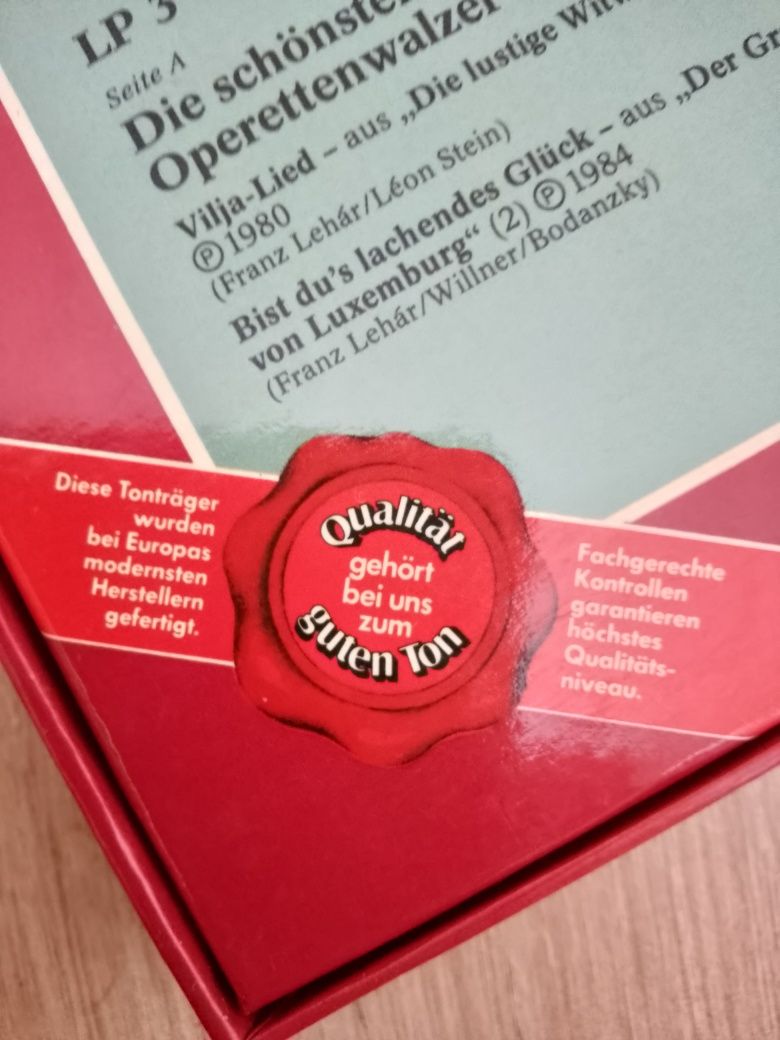 LP 3
Seite A
Die schönsten
Operettenwalzer
Vilja-Lied – aus „Die lustige
℗ 1980
(Franz Lehár/Léon Stein)
Bist du's lachendes Glück – aus „Der
von Luxemburg“ (2) ℗ 1984
(Franz Lehár/Willner/Bodanzky)
Diese Tonträger
wurden
bei Europas
modernsten
Herstellern
gefertigt.
Qualität
gehört
bei uns
zum
guten Ton
Fachgerechte
Kontrollen
garantieren
höchstes
Qualitäts-
niveau.